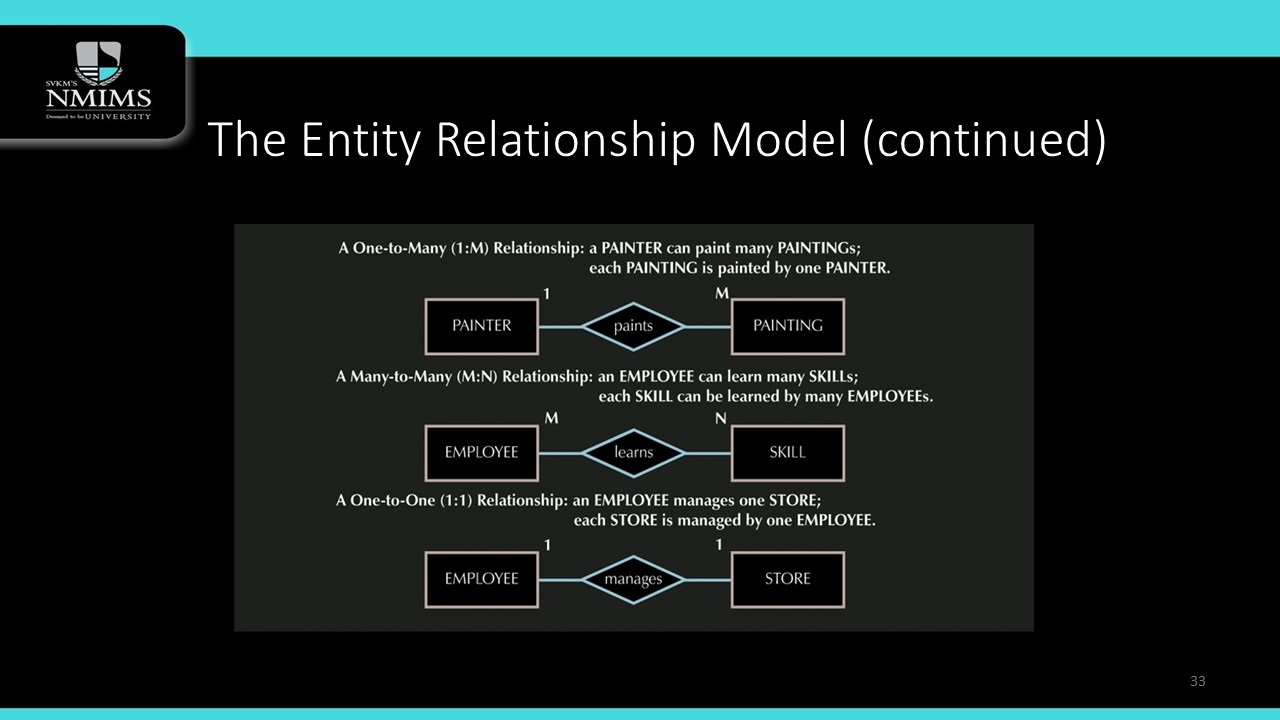 SVKM'S
NMIMS
Deemed to be UNIVERSITY
The Entity Relationship Model (continued)
A One-to-Many (1:M) Relationship: a PAINTER can paint many PAINTINGs;
each PAINTING is painted by one PAINTER.
1 M
PAINTER paints PAINTING
A Many-to-Many (M:N) Relationship: an EMPLOYEE can learn many SKILLs;
each SKILL can be learned by many EMPLOYEEs.
M N
EMPLOYEE learns SKILL
A One-to-One (1:1) Relationship: an EMPLOYEE manages one STORE;
each STORE is managed by one EMPLOYEE.
1 1
EMPLOYEE manages STORE
33